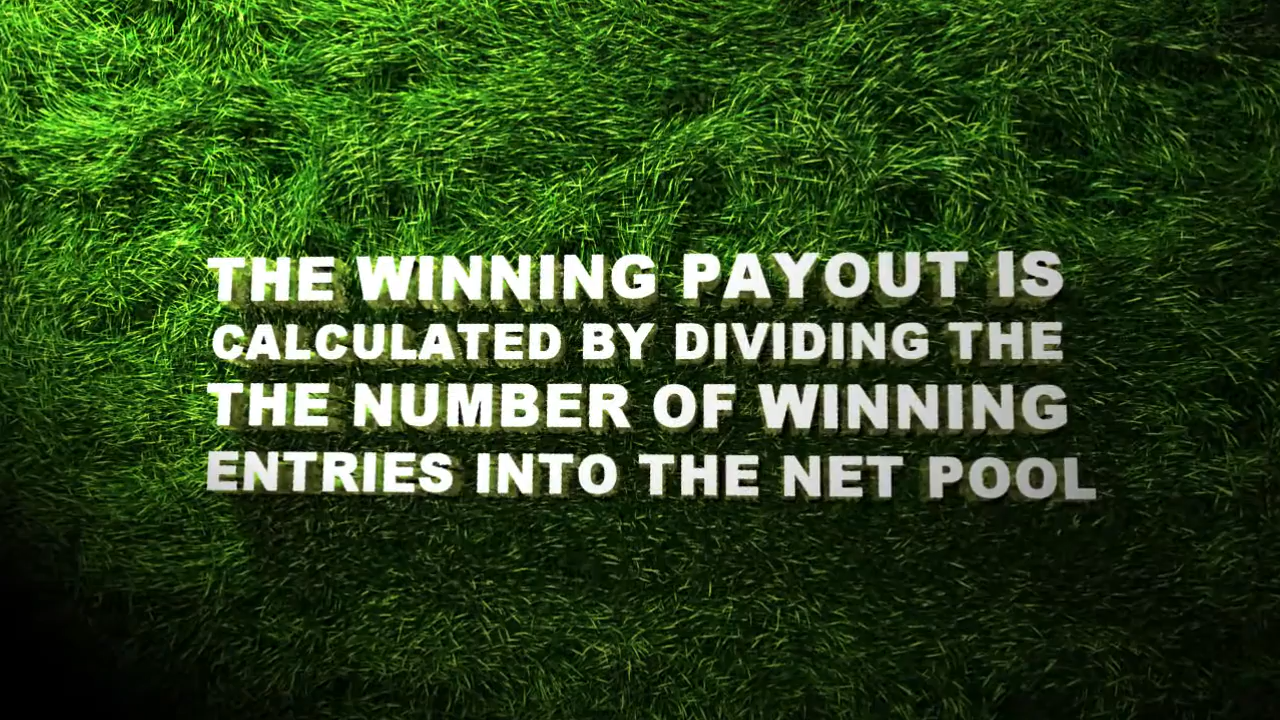 THE WINNING PAYOUT IS
CALCULATED BY DIVIDING THE
THE NUMBER OF WINNING
ENTRIES INTO THE NET POOL